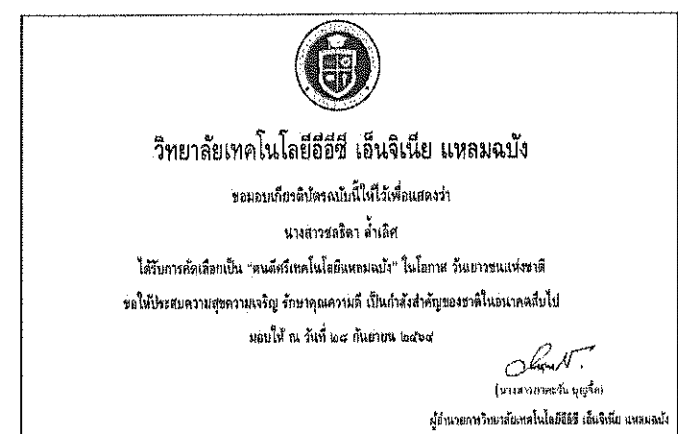 วิทยาลัยเทคโนโลยีอีอีซี เอ็นจิเนีย แหลมฉบัง
ขอมอบเกียรติบัตรฉบับนี้ให้ไว้เพื่อแสดงว่า
นางสาวชลธิดา ล้ำเลิศ
ได้รับการคัดเลือกเป็น “คนดีศรีเทคโนโลยีแหลมฉบัง” ในโอกาส วันเยาวชนแห่งชาติ
ขอให้ประสบความสุขความเจริญ รักษาคุณความดี เป็นกำลังสำคัญของชาติในอนาคตสืบไป
มอบให้ ณ วันที่ ๒๘ กันยายน ๒๕๖๔
(นางสาว
ผู้อำนวยการวิทยาลัยเทคโนโลยีอีอีซี เอ็นจิเนีย แหลมฉบัง